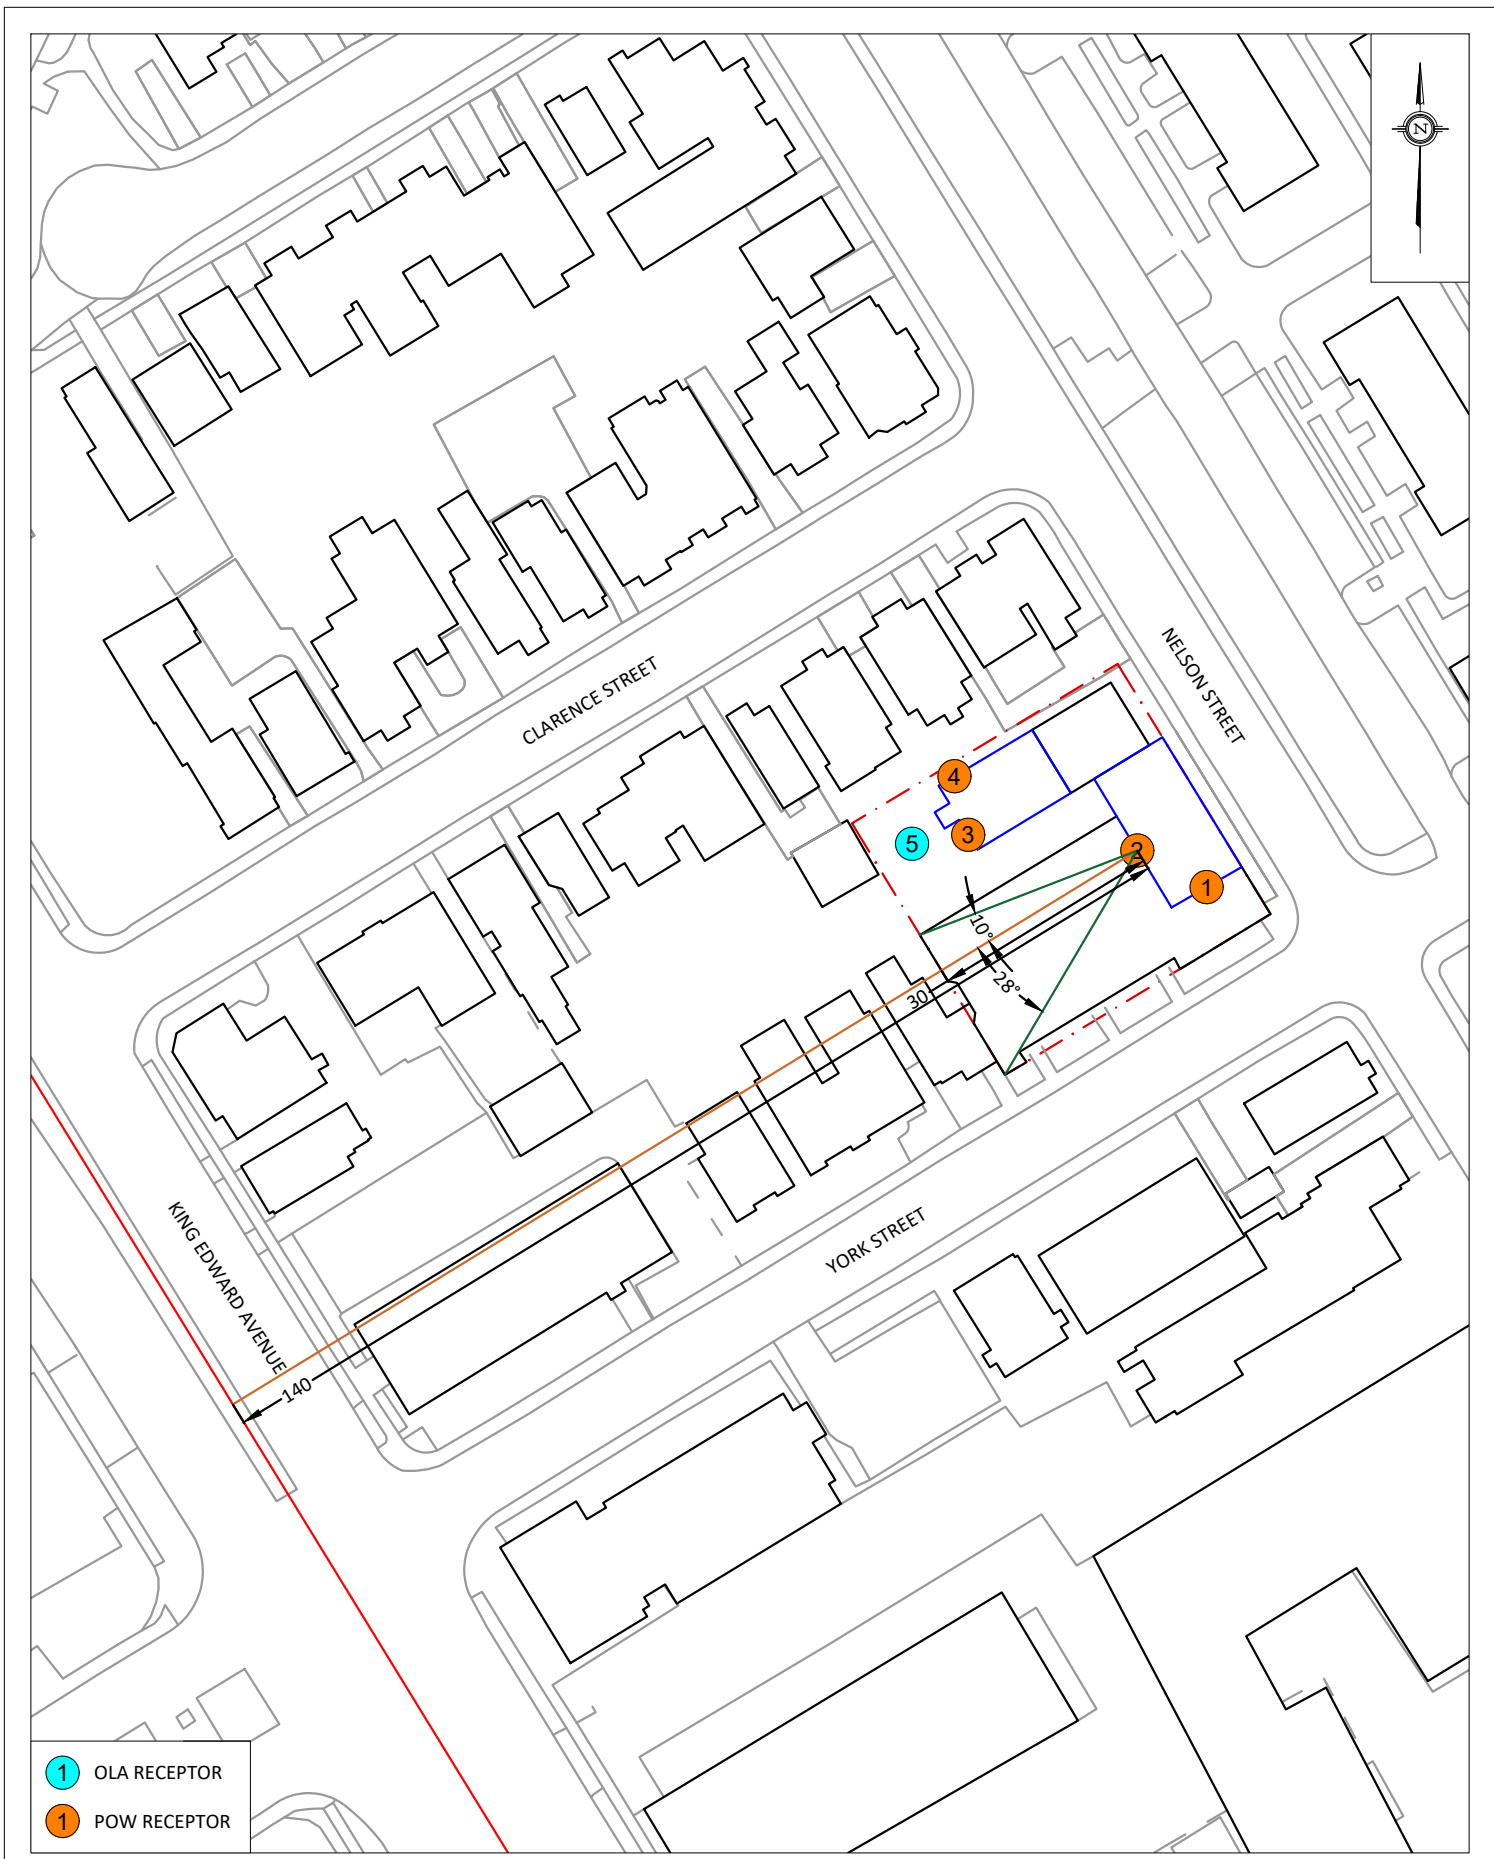 N
CLARENCE STREET
NELSON STREET
4
5
3
2
1
10°
28°
30
YORK STREET
KING EDWARD AVENUE
140
1 OLA RECEPTOR
1 POW RECEPTOR